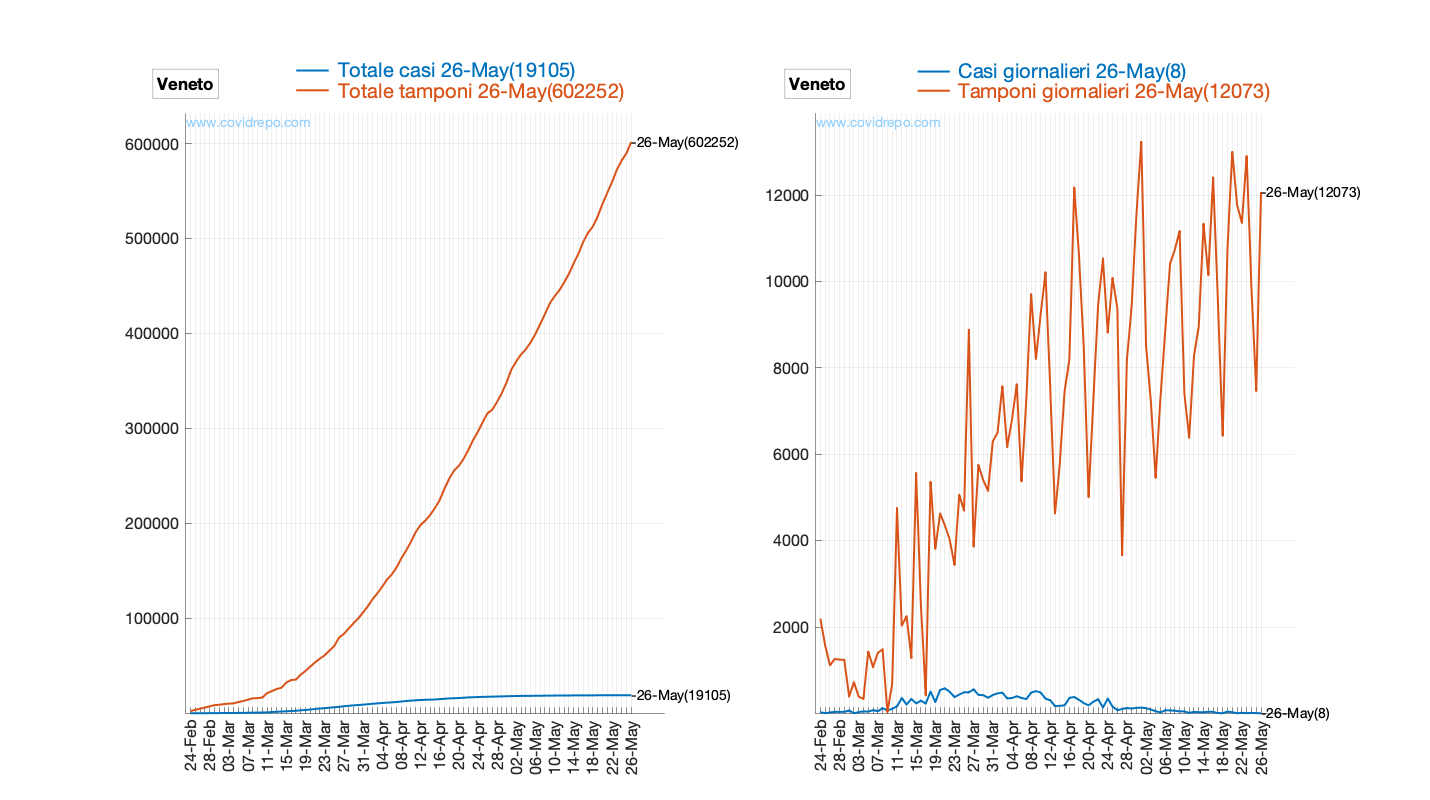 Veneto
Totale casi 26-May(19105)
Totale tamponi 26-May(602252)
www.covidrepo.com
600000
500000
400000
300000
200000
100000
26-May(602252)
26-May(19105)
24-Feb
28-Feb
03-Mar
07-Mar
11-Mar
15-Mar
19-Mar
23-Mar
27-Mar
31-Mar
04-Apr
08-Apr
12-Apr
16-Apr
20-Apr
24-Apr
28-Apr
02-May
06-May
10-May
14-May
18-May
22-May
26-May
Veneto
Casi giornalieri 26-May(8)
Tamponi giornalieri 26-May(12073)
www.covidrepo.com
12000
10000
8000
6000
4000
2000
26-May(12073)
26-May(8)
24-Feb
28-Feb
03-Mar
07-Mar
11-Mar
15-Mar
19-Mar
23-Mar
27-Mar
31-Mar
04-Apr
08-Apr
12-Apr
16-Apr
20-Apr
24-Apr
28-Apr
02-May
06-May
10-May
14-May
18-May
22-May
26-May